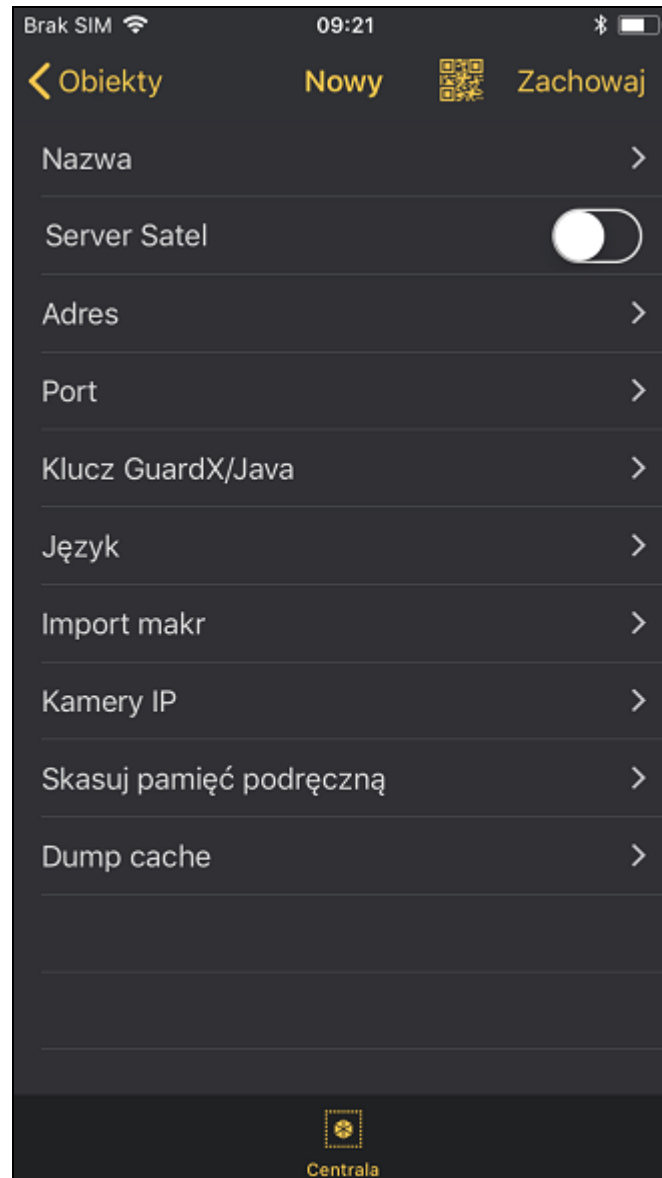 Brak SIM 09:21
Obiekty Nowy Zachowaj
Nazwa
Server Satel
Adres
Port
Klucz GuardX/Java
Język
Import makr
Kamery IP
Skasuj pamięć podręczną
Dump cache
Centrala